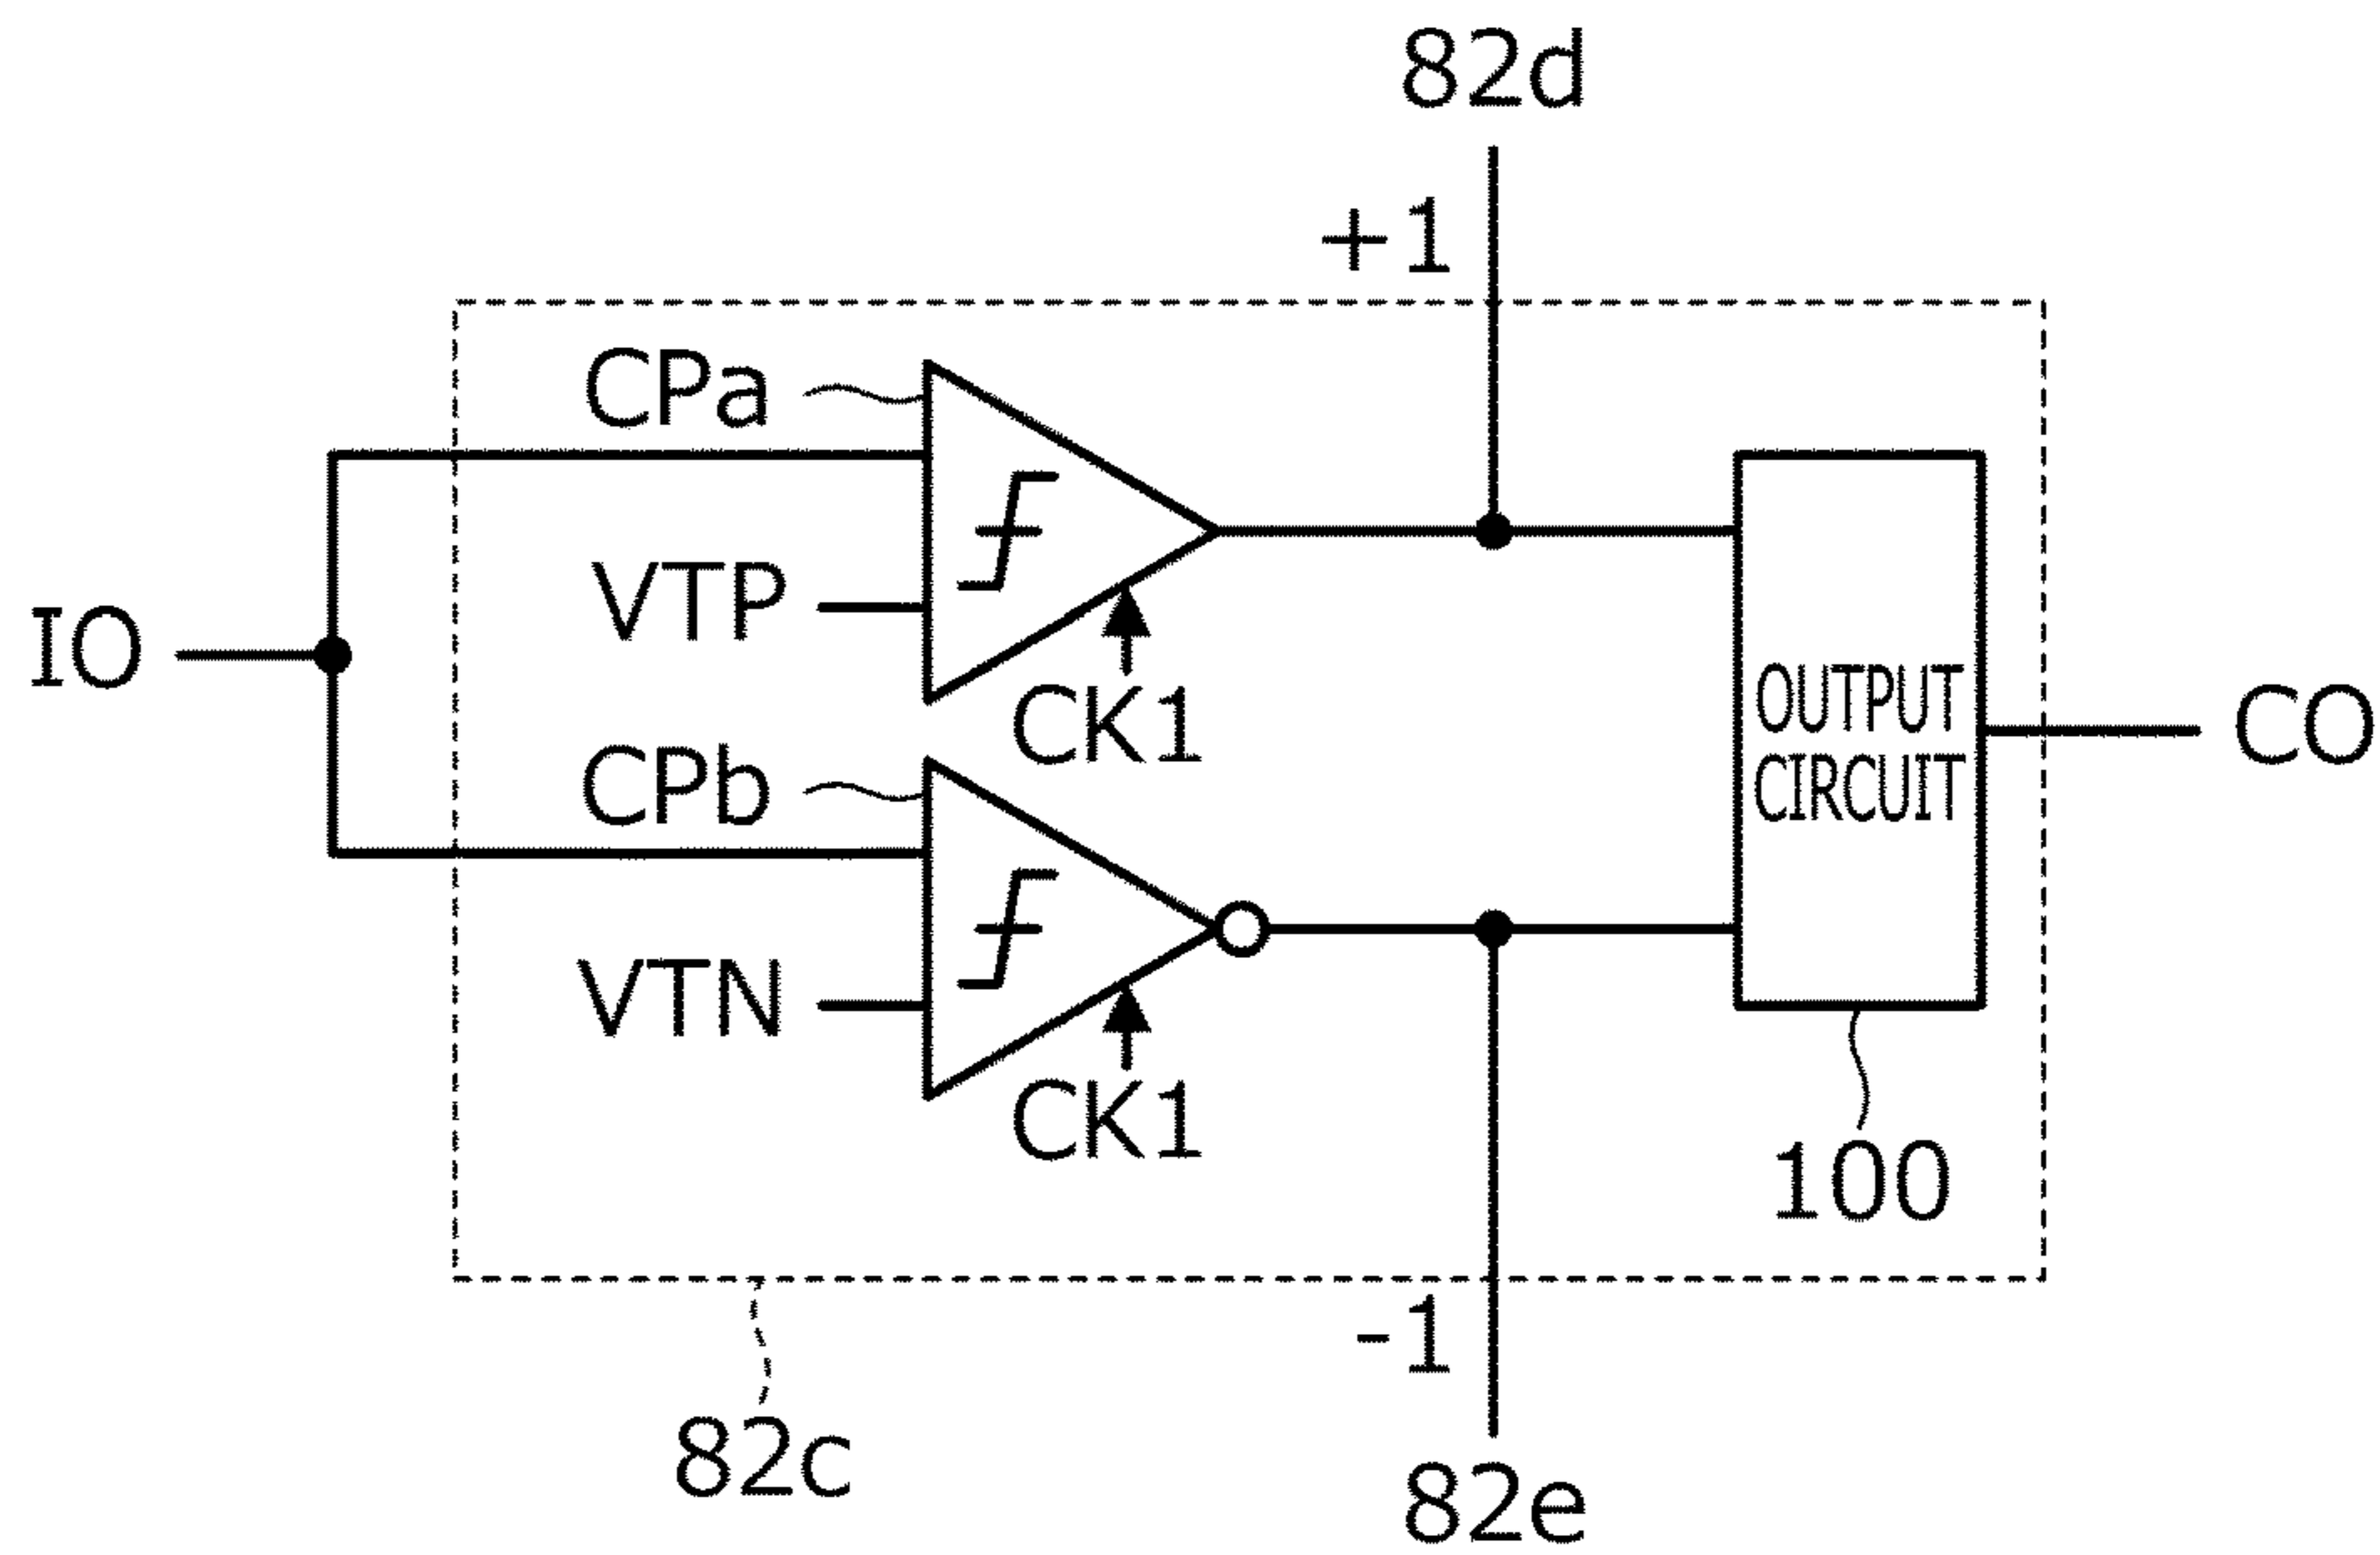 82d
+1
CPa
VTP
IO
CK1
OUTPUT
CIRCUIT
CO
CPb
VTN
CK1
100
-1
82c
82e